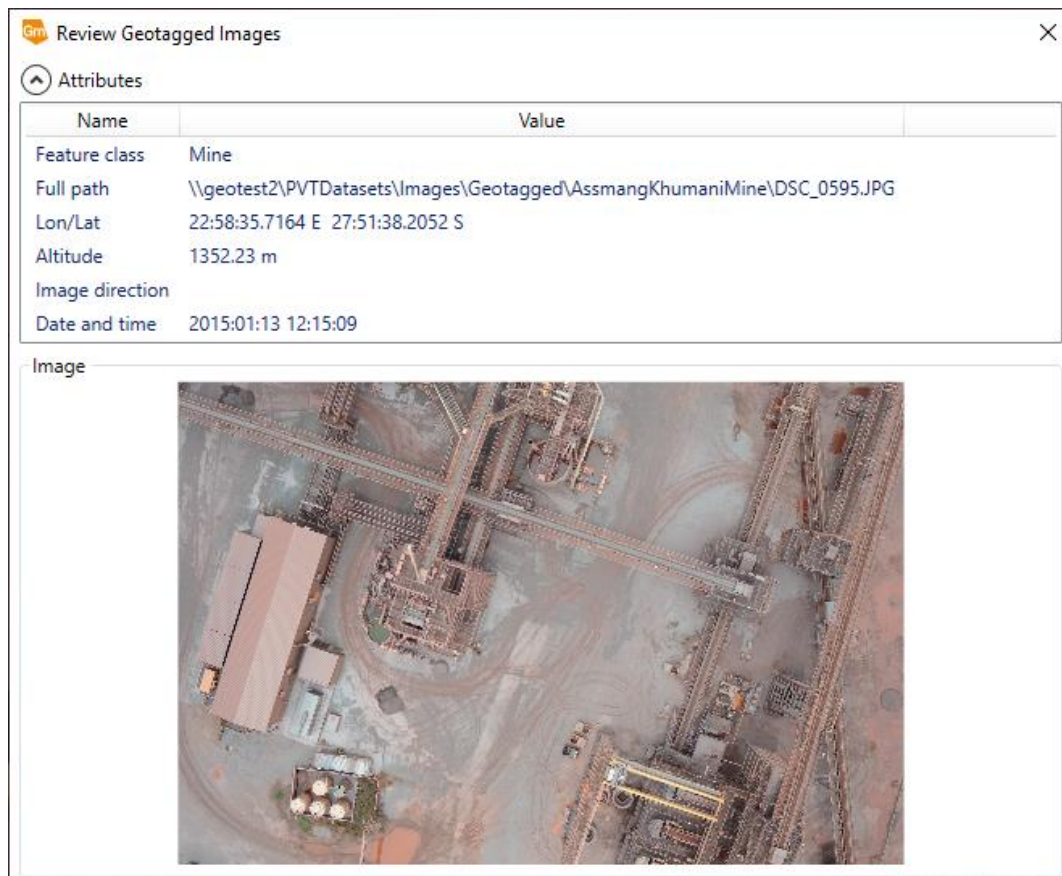 Gm Review Geotagged Images
Attributes
Name Value
Feature class Mine
Full path \\geotest2\PVTDatasets\Images\Geotagged\AssmangKhumaniMine\DSC_0595.JPG
Lon/Lat 22:58:35.7164 E 27:51:38.2052 S
Altitude 1352.23 m
Image direction
Date and time 2015:01:13 12:15:09
Image